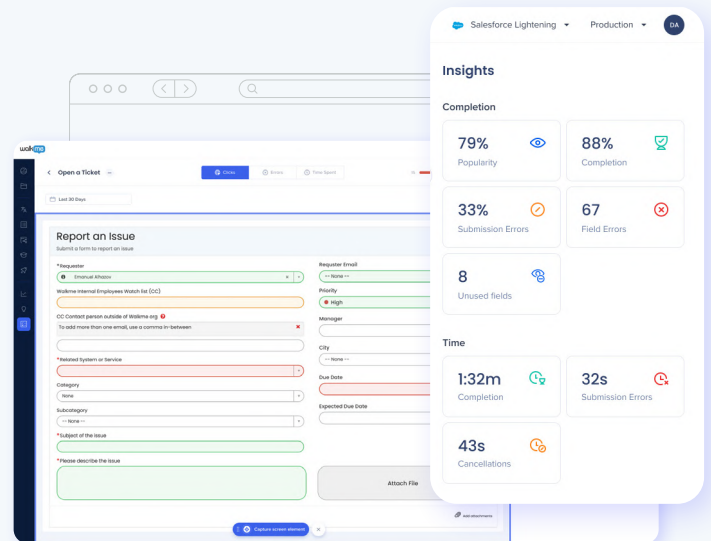 Salesforce Lightening
Production
DA
Insights
Completion
79%
Popularity
88%
Completion
33%
Submission Errors
67
Field Errors
8
Unused fields
Time
1:32m
Completion
32s
Submission Errors
43s
Cancellations
walkme
Open a Ticket
Clicks
Errors
Time Spent
Last 30 Days
Report an Issue
Submit a form to report an issue
*Requester
Emanuel Afraiov
Walkme Internal Employees Watch list (CC)
CC Contact person outside of Walkme org
To add more than one email, use a comma in-between
*Related System or Service
Category
None
Subcategory
-- None --
*Subject of the Issue
*Please describe the issue
Requster Email
-- None --
Priority
High
Manager
City
-- None --
Due Date
Expected Due Date
Attach File
Add attachments
Capture screen element